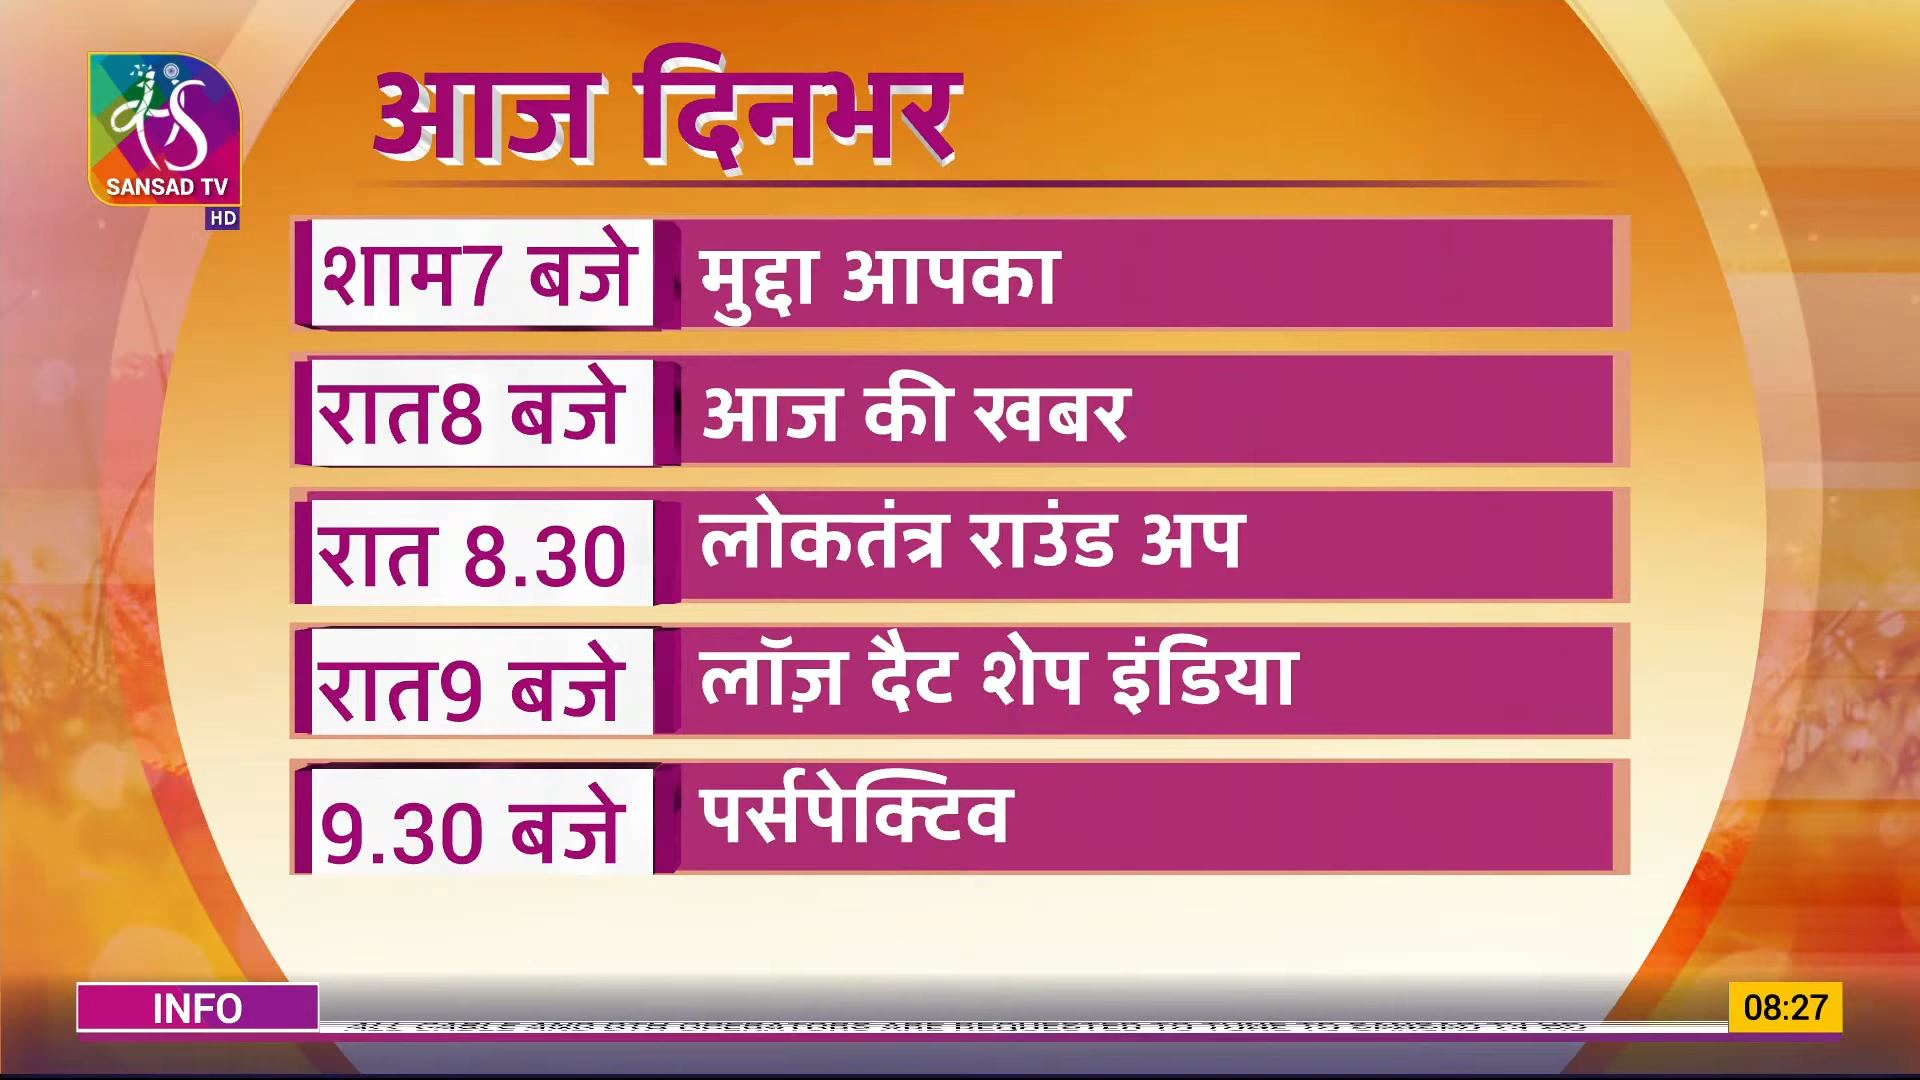 SANSAD TV
HD
आज दिनभर
शाम7 बजे मुद्दा आपका
रात8 बजे आज की खबर
रात 8.30 लोकतंत्र राउंड अप
रात9 बजे लॉज़ दैट शेप इंडिया
9.30 बजे पर्सपेक्टिव
INFO
08:27